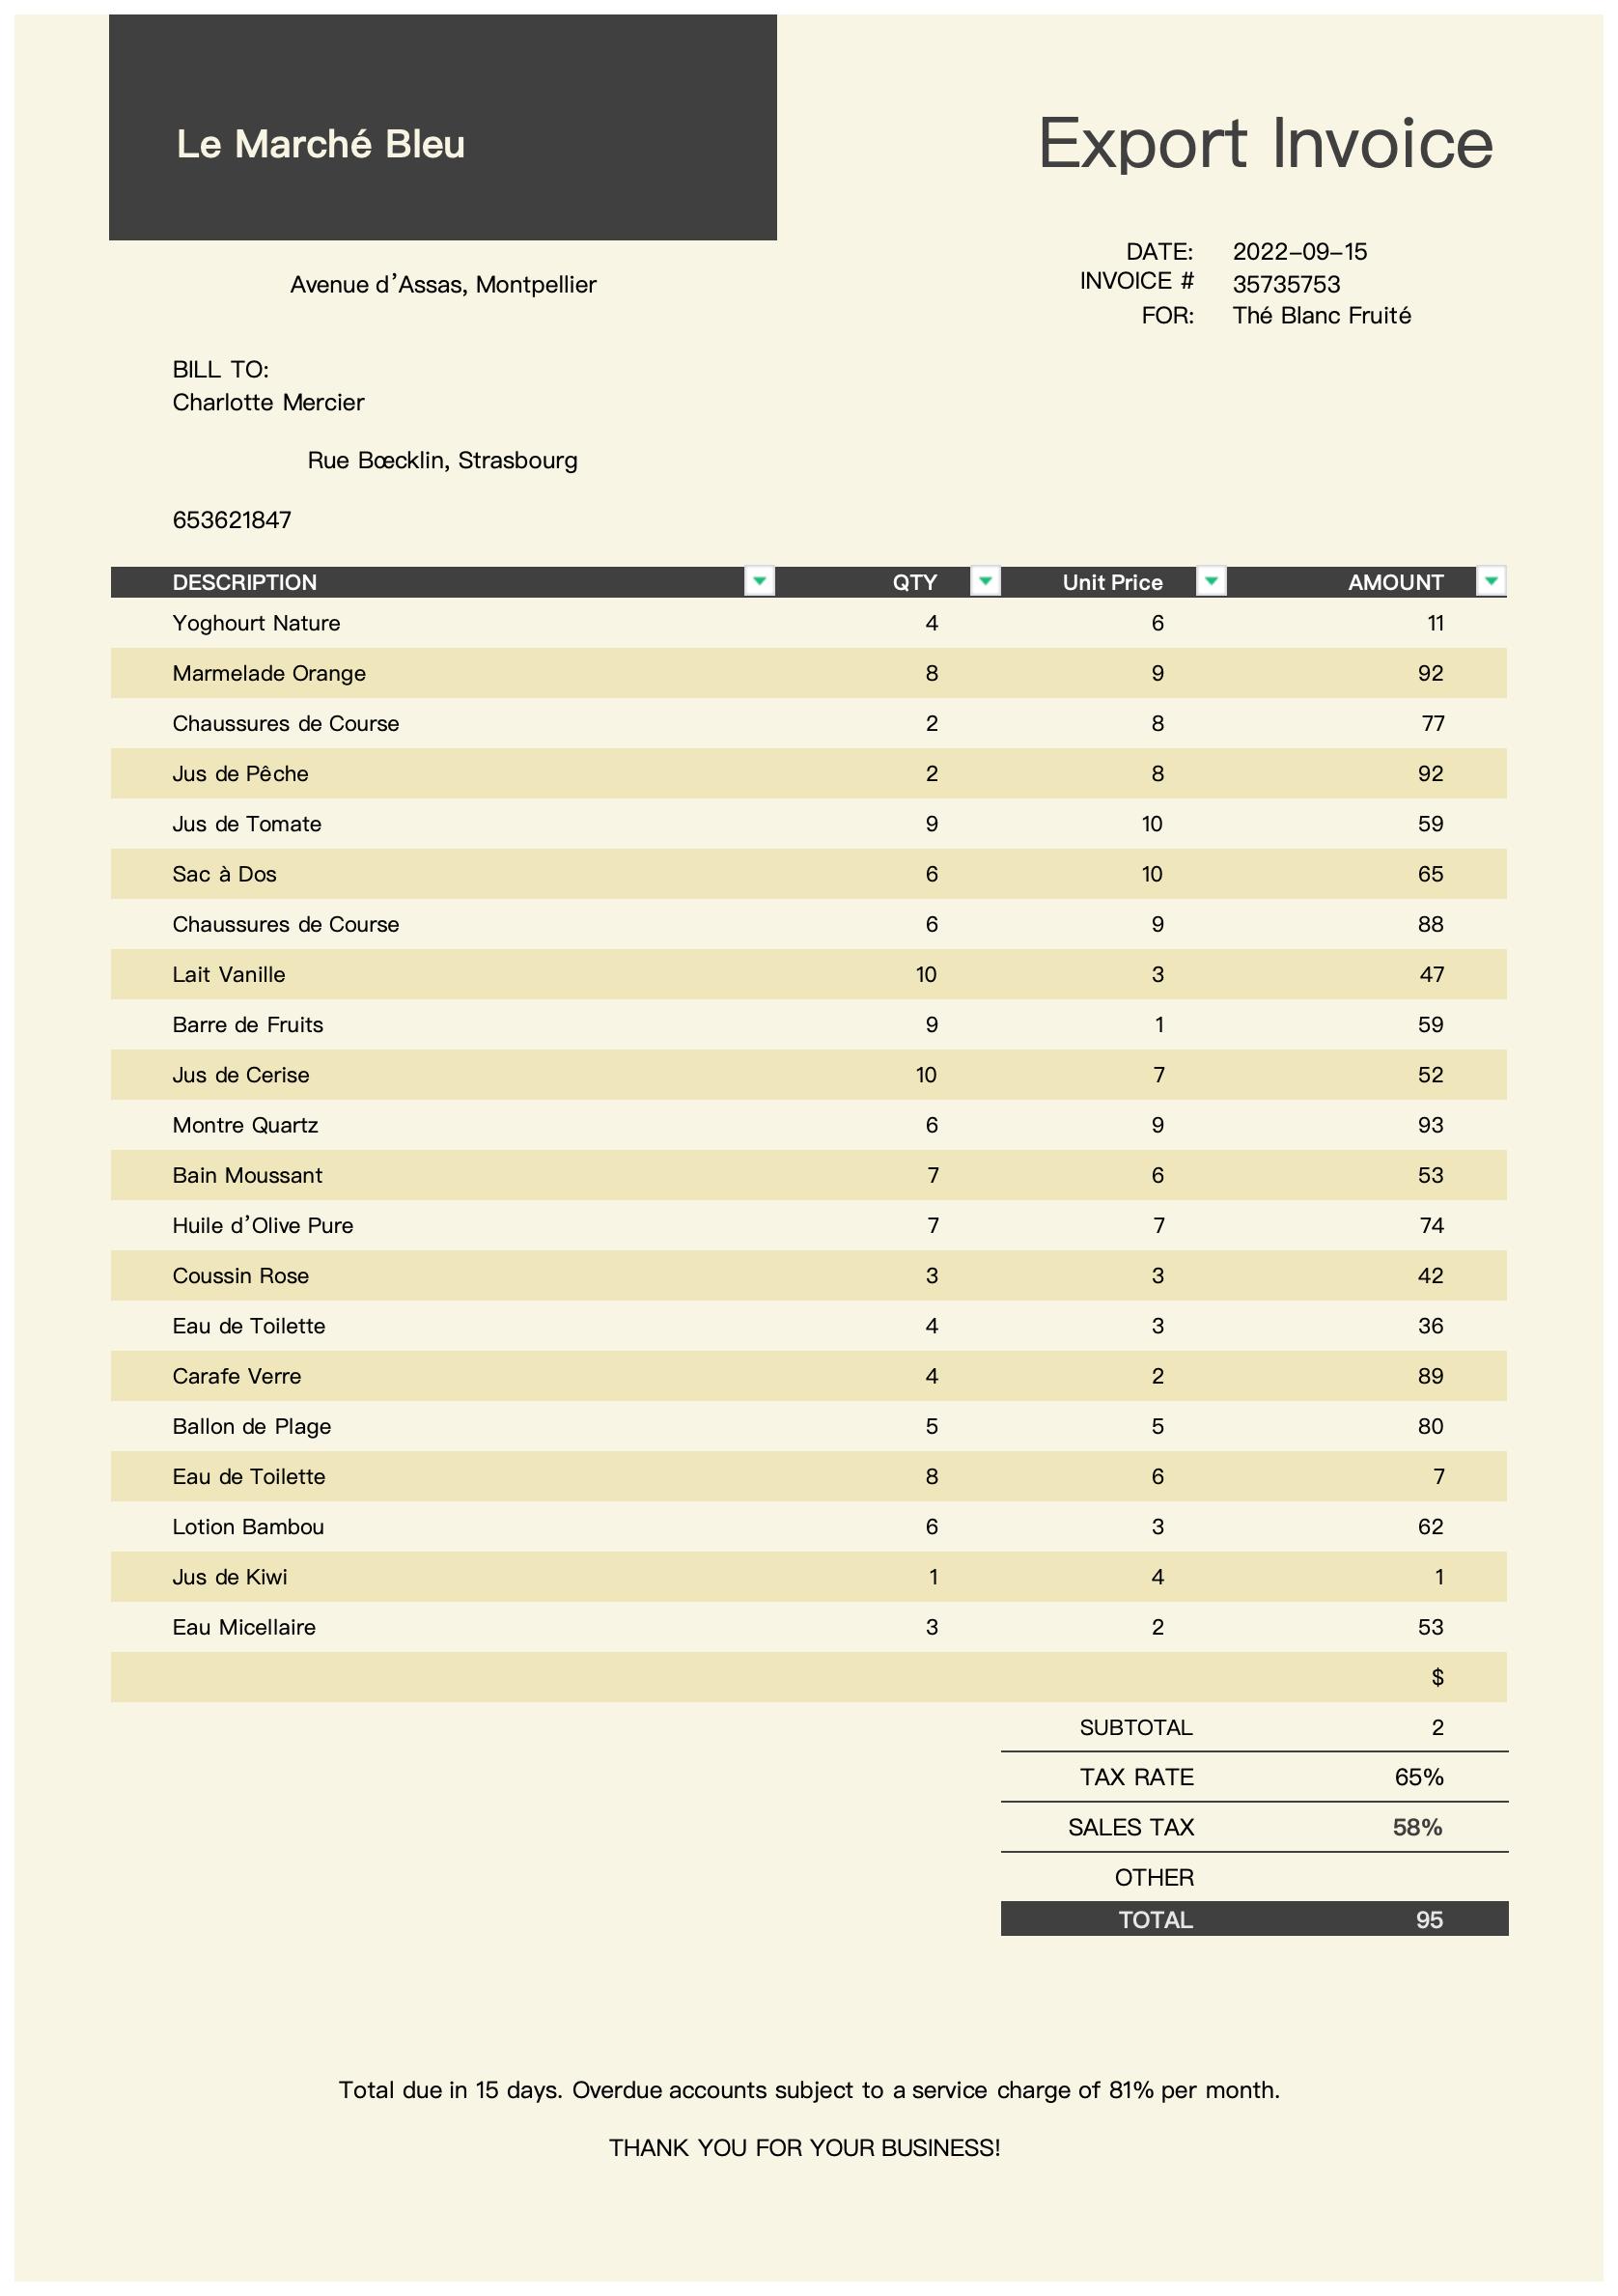 Le Marché Bleu
Export Invoice
DATE: 2022-09-15
Avenue d'Assas, Montpellier
INVOICE # 35735753
FOR: Thé Blanc Fruité
BILL TO:
Charlotte Mercier
Rue Bœcklin, Strasbourg
653621847
DESCRIPTION QTY Unit Price AMOUNT
Yoghourt Nature 4 6 11
Marmelade Orange 8 9 92
Chaussures de Course 2 8 77
Jus de Pêche 2 8 92
Jus de Tomate 9 10 59
Sac à Dos 6 10 65
Chaussures de Course 6 9 88
Lait Vanille 10 3 47
Barre de Fruits 9 1 59
Jus de Cerise 10 7 52
Montre Quartz 6 9 93
Bain Moussant 7 6 53
Huile d'Olive Pure 7 7 74
Coussin Rose 3 3 42
Eau de Toilette 4 3 36
Carafe Verre 4 2 89
Ballon de Plage 5 5 80
Eau de Toilette 8 6 7
Lotion Bambou 6 3 62
Jus de Kiwi 1 4 1
Eau Micellaire 3 2 53
$
SUBTOTAL 2
TAX RATE 65%
SALES TAX 58%
OTHER
TOTAL 95
Total due in 15 days. Overdue accounts subject to a service charge of 81% per month.
THANK YOU FOR YOUR BUSINESS!